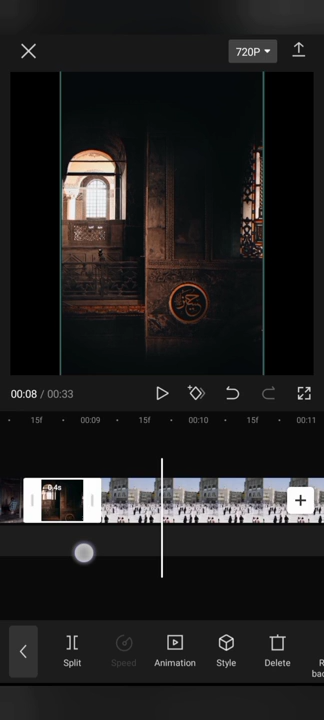 720P
00:08 / 00:33
15f 00:09 15f 00:10 15f 00:11
0.4s
Split
Speed
Animation
Style
Delete